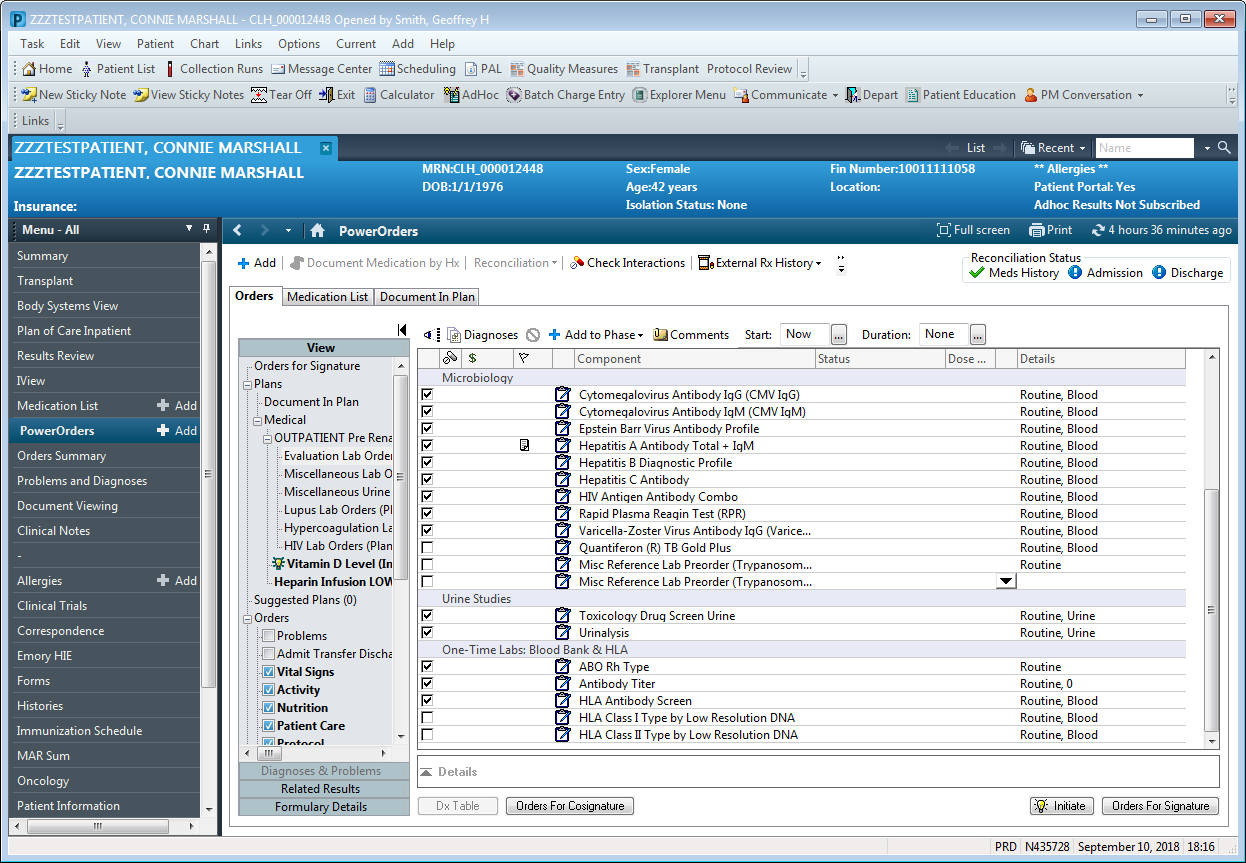 ZZZTESTPATIENT, CONNIE MARSHALL - CLH_000012448 Opened by Smith, Geoffrey H
Task Edit View Patient Chart Links Options Current Add Help
Home Patient List Collection Runs Message Center Scheduling PAL Quality Measures Transplant Protocol Review
New Sticky Note View Sticky Notes Tear Off Exit Calculator AdHoc Batch Charge Entry Explorer Menu Communicate Depart Patient Education PM Conversation
Links
ZZZTESTPATIENT, CONNIE MARSHALL List Recent Name
ZZZTESTPATIENT, CONNIE MARSHALL
MRN:CLH_000012448 Sex:Female Fin Number:10011111058 ** Allergies **
DOB:1/1/1976 Age:42 years Location: Patient Portal: Yes
Insurance: Isolation Status: None Adhoc Results Not Subscribed
Menu - All
Summary
Transplant
Body Systems View
Plan of Care Inpatient
Results Review
IView
Medication List Add
PowerOrders Add
Orders Summary
Problems and Diagnoses
Document Viewing
Clinical Notes
-
Allergies Add
Clinical Trials
Correspondence
Emory HIE
Forms
Histories
Immunization Schedule
MAR Sum
Oncology
Patient Information
PowerOrders Full screen Print 4 hours 36 minutes ago
Add Document Medication by Hx Reconciliation Check Interactions External Rx History
Reconciliation Status
Meds History Admission Discharge
Orders Medication List Document In Plan
View
Orders for Signature
Plans
Document In Plan
Medical
OUTPATIENT Pre Rena
Evaluation Lab Order
Miscellaneous Lab O
Miscellaneous Urine
Lupus Lab Orders (Pl
Hypercoagulation La
HIV Lab Orders (Plan
Vitamin D Level (In
Heparin Infusion LOW
Suggested Plans (0)
Orders
Problems
Admit Transfer Discha
Vital Signs
Activity
Nutrition
Patient Care
Protocol
Diagnoses & Problems
Related Results
Formulary Details
Diagnoses Add to Phase Comments Start: Now ... Duration: None ...
$ Component Status Dose ... Details
Microbiology
Cytomegalovirus Antibody IgG (CMV IgG) Routine, Blood
Cytomegalovirus Antibody IgM (CMV IgM) Routine, Blood
Epstein Barr Virus Antibody Profile Routine, Blood
Hepatitis A Antibody Total + IgM Routine, Blood
Hepatitis B Diagnostic Profile Routine, Blood
Hepatitis C Antibody Routine, Blood
HIV Antigen Antibody Combo Routine, Blood
Rapid Plasma Reagin Test (RPR) Routine, Blood
Varicella-Zoster Virus Antibody IgG (Varice... Routine, Blood
Quantiferon (R) TB Gold Plus Routine, Blood
Misc Reference Lab Preorder (Trypanosom... Routine
Misc Reference Lab Preorder (Trypanosom...
Urine Studies
Toxicology Drug Screen Urine Routine, Urine
Urinalysis Routine, Urine
One-Time Labs: Blood Bank & HLA
ABO Rh Type Routine
Antibody Titer Routine, 0
HLA Antibody Screen Routine, Blood
HLA Class I Type by Low Resolution DNA Routine, Blood
HLA Class II Type by Low Resolution DNA Routine, Blood
Details
Dx Table Orders For Cosignature Initiate Orders For Signature
PRD N435728 September 10, 2018 18:16